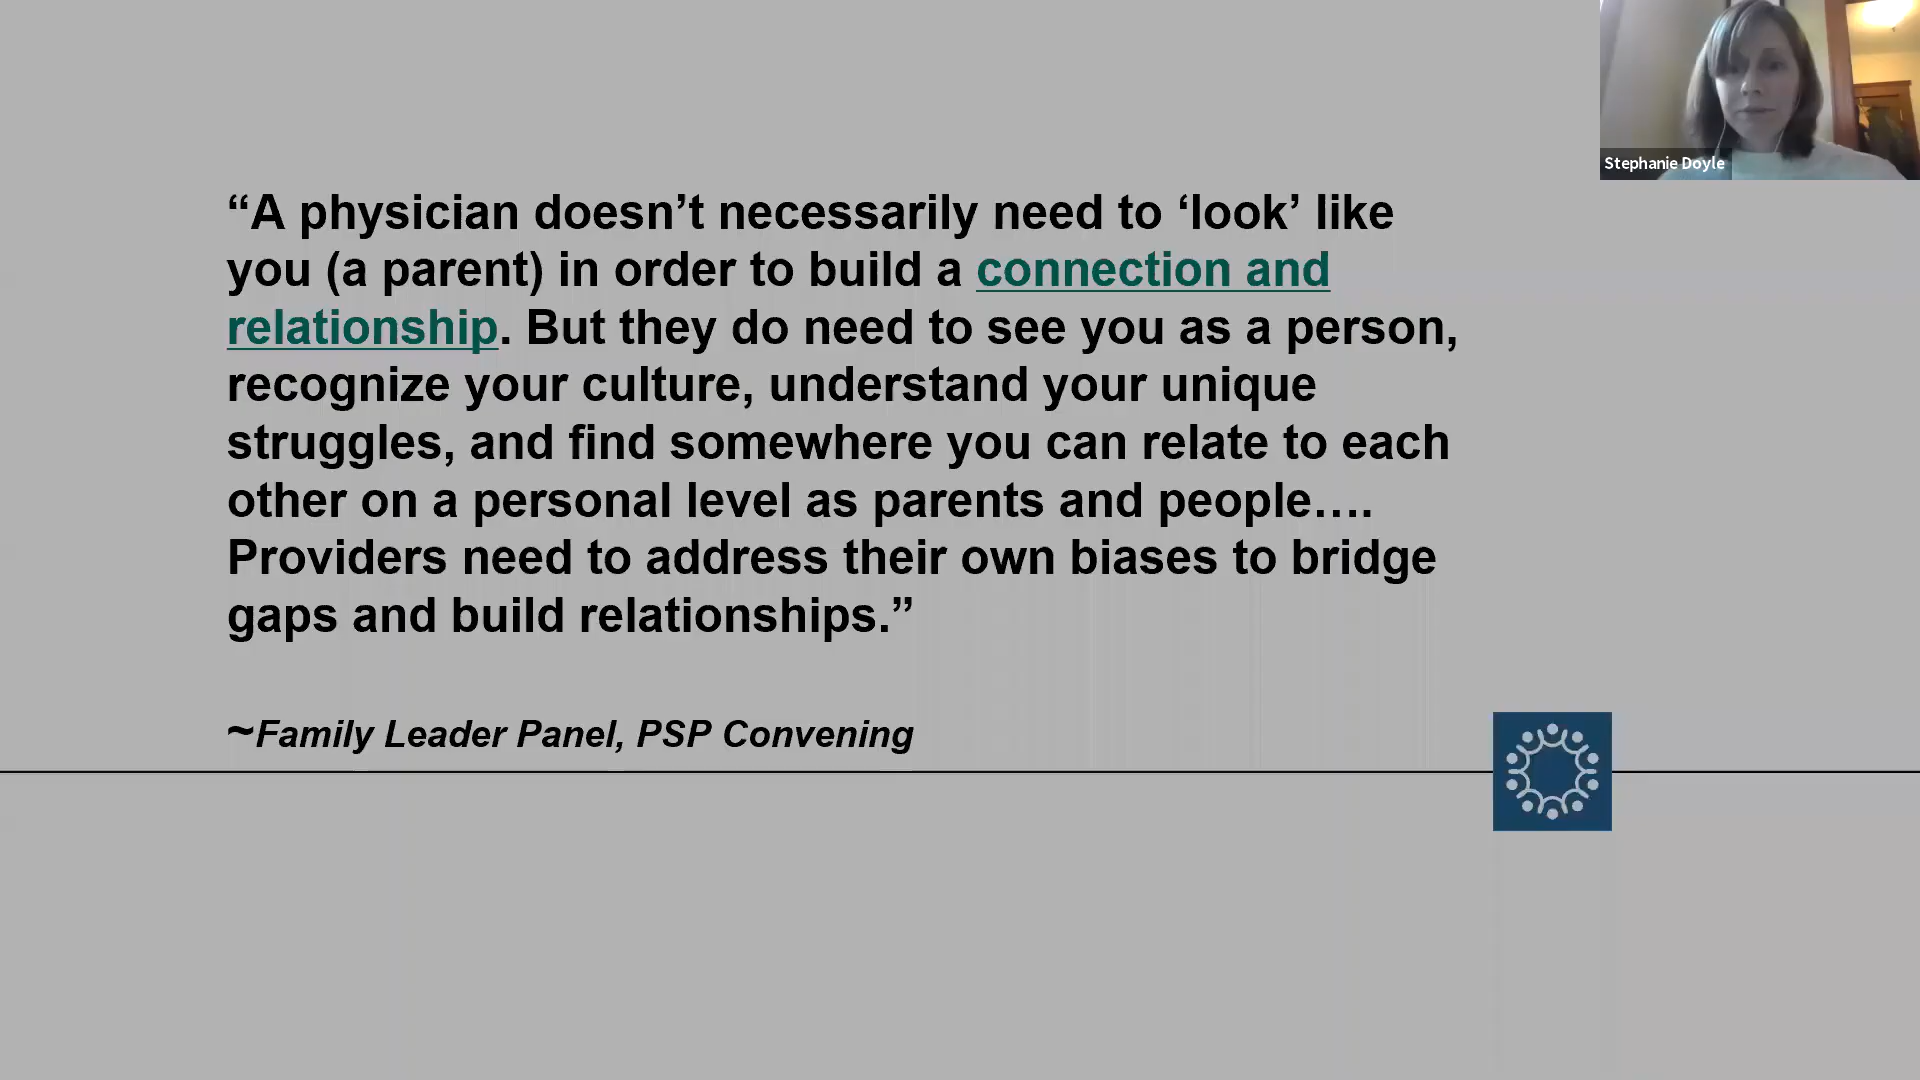 Stephanie Doyle
“A physician doesn’t necessarily need to ‘look’ like
you (a parent) in order to build a connection and
relationship. But they do need to see you as a person,
recognize your culture, understand your unique
struggles, and find somewhere you can relate to each
other on a personal level as parents and people….
Providers need to address their own biases to bridge
gaps and build relationships.”
~Family Leader Panel, PSP Convening